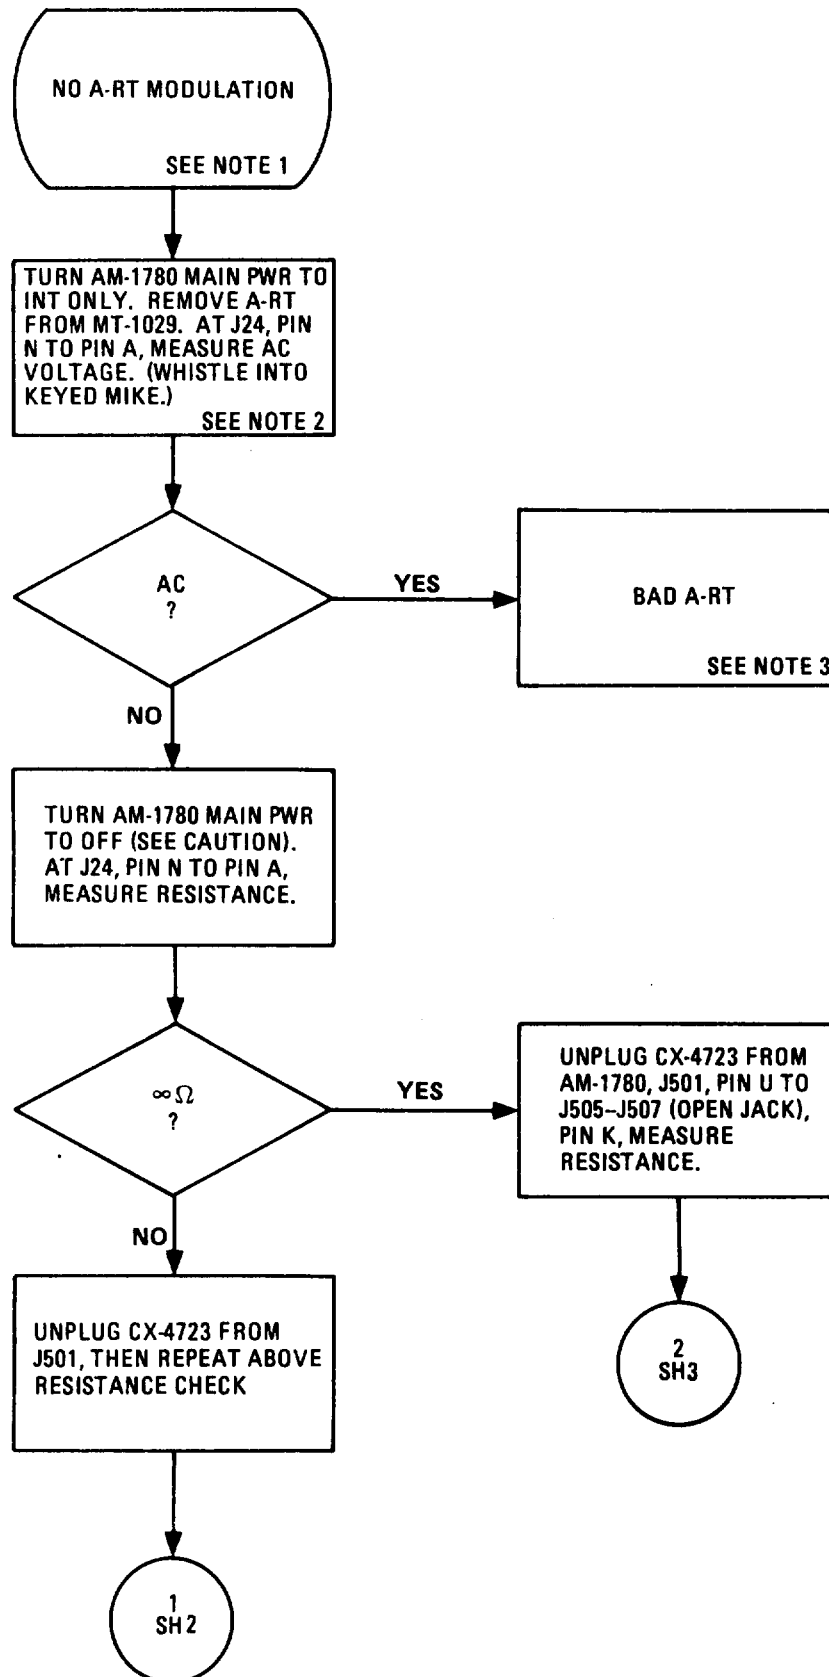 NO A-RT MODULATION
SEE NOTE 1
TURN AM-1780 MAIN PWR TO
INT ONLY. REMOVE A-RT
FROM MT-1029. AT J24, PIN
N TO PIN A, MEASURE AC
VOLTAGE. (WHISTLE INTO
KEYED MIKE.)
SEE NOTE 2
AC
?
YES
BAD A-RT
SEE NOTE 3
NO
TURN AM-1780 MAIN PWR
TO OFF (SEE CAUTION).
AT J24, PIN N TO PIN A,
MEASURE RESISTANCE.
∞ Ω
?
YES
UNPLUG CX-4723 FROM
AM-1780, J501, PIN U TO
J505–J507 (OPEN JACK),
PIN K, MEASURE
RESISTANCE.
2
SH3
NO
UNPLUG CX-4723 FROM
J501, THEN REPEAT ABOVE
RESISTANCE CHECK
1
SH2